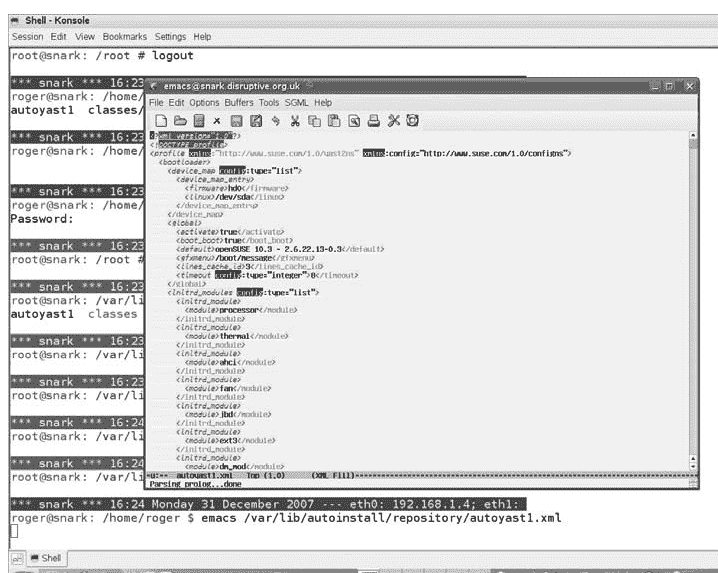 Shell - Konsole
Session Edit View Bookmarks Settings Help
root@snark: /root # logout
*** snark *** 16:23
roger@snark: /home/
autoyast1 classes/
*** snark *** 16:23
roger@snark: /home/
*** snark *** 16:23
roger@snark: /home/
Password:
*** snark *** 16:23
root@snark: /root #
*** snark *** 16:23
root@snark: /var/li
autoyast1 classes
*** snark *** 16:23
root@snark: /var/li
*** snark *** 16:23
root@snark: /var/li
*** snark *** 16:24
root@snark: /var/li
*** snark *** 16:24
root@snark: /var/li
*** snark *** 16:24 Monday 31 December 2007 --- eth0: 192.168.1.4; eth1:
roger@snark: /home/roger $ emacs /var/lib/autoinstall/repository/autoyast1.xml
Shell
emacs@snark.disruptive.org.uk
File Edit Options Buffers Tools SGML Help
<?xml version="1.0"?>
<!DOCTYPE profile>
<profile xmlns="http://www.suse.com/1.0/yast2ns" xmlns:config="http://www.suse.com/1.0/configns">
<bootloader>
<device_map config:type="list">
<device_map_entry>
<firmware>hd0</firmware>
<linux>/dev/sda</linux>
</device_map_entry>
</device_map>
<global>
<activate>true</activate>
<boot_boot>true</boot_boot>
<default>openSUSE 10.3 - 2.6.22.13-0.3</default>
<gfxmenu>/boot/message</gfxmenu>
<lines_cache_id>3</lines_cache_id>
<timeout config:type="integer">8</timeout>
</global>
<initrd_modules config:type="list">
<initrd_module>
<module>processor</module>
</initrd_module>
<initrd_module>
<module>thermal</module>
</initrd_module>
<initrd_module>
<module>ahci</module>
</initrd_module>
<initrd_module>
<module>fan</module>
</initrd_module>
<initrd_module>
<module>jbd</module>
</initrd_module>
<initrd_module>
<module>ext3</module>
</initrd_module>
<initrd_module>
<module>dm_mod</module>
-u:-- autoyast1.xml Top (1,0) (XML Fill)
Parsing prolog...done